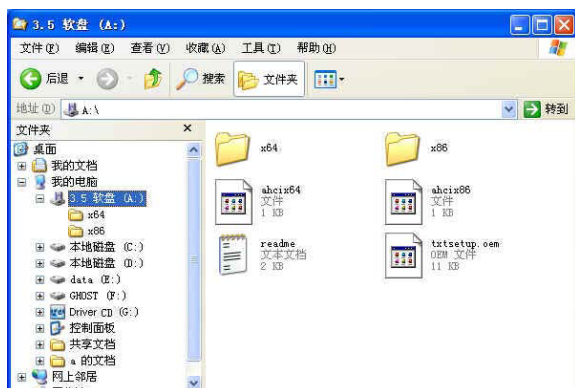 3.5 软盘 (A:)
文件(F) 编辑(E) 查看(V) 收藏(A) 工具(T) 帮助(H)
后退 搜索 文件夹
地址(D) A:\ 转到
文件夹 ×
桌面
我的文档
我的电脑
3.5 软盘 (A:)
x64
x86
本地磁盘 (C:)
本地磁盘 (D:)
data (E:)
GHOST (F:)
Driver CD (G:)
控制面板
共享文档
a 的文档
网上邻居
x64
x86
ahcix64
文件
1 KB
ahcix86
文件
1 KB
readme
文本文档
2 KB
txtsetup.oem
OEM 文件
11 KB